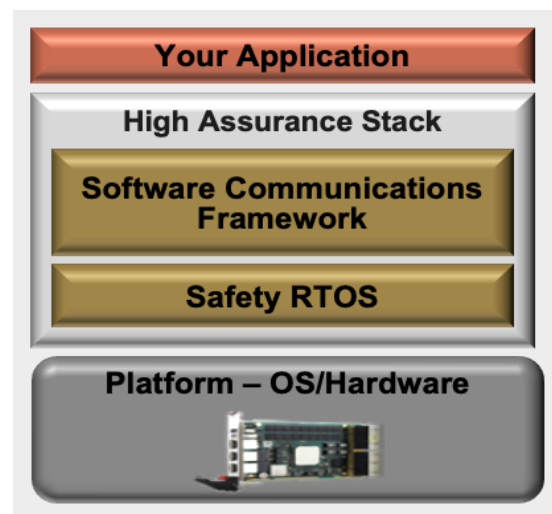 Your Application
High Assurance Stack
Software Communications
Framework
Safety RTOS
Platform – OS/Hardware